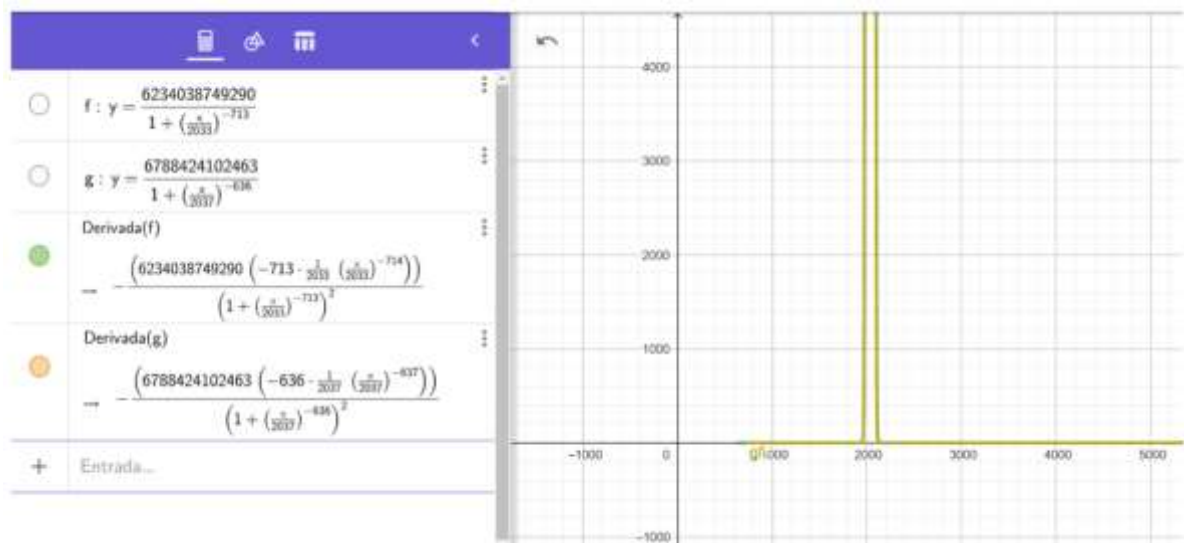 f : y = 6234038749290 / (1 + (x/2033)^-713)
g : y = 6788424102463 / (1 + (x/2037)^-636)
Derivada(f)
→ - (6234038749290 (-713 · 1/2033 (x/2033)^-714)) / (1 + (x/2033)^-713)^2
Derivada(g)
→ - (6788424102463 (-636 · 1/2037 (x/2037)^-637)) / (1 + (x/2037)^-636)^2
+ Entrada...
4000
3000
2000
1000
-1000 0 1000 2000 3000 4000 5000
-1000